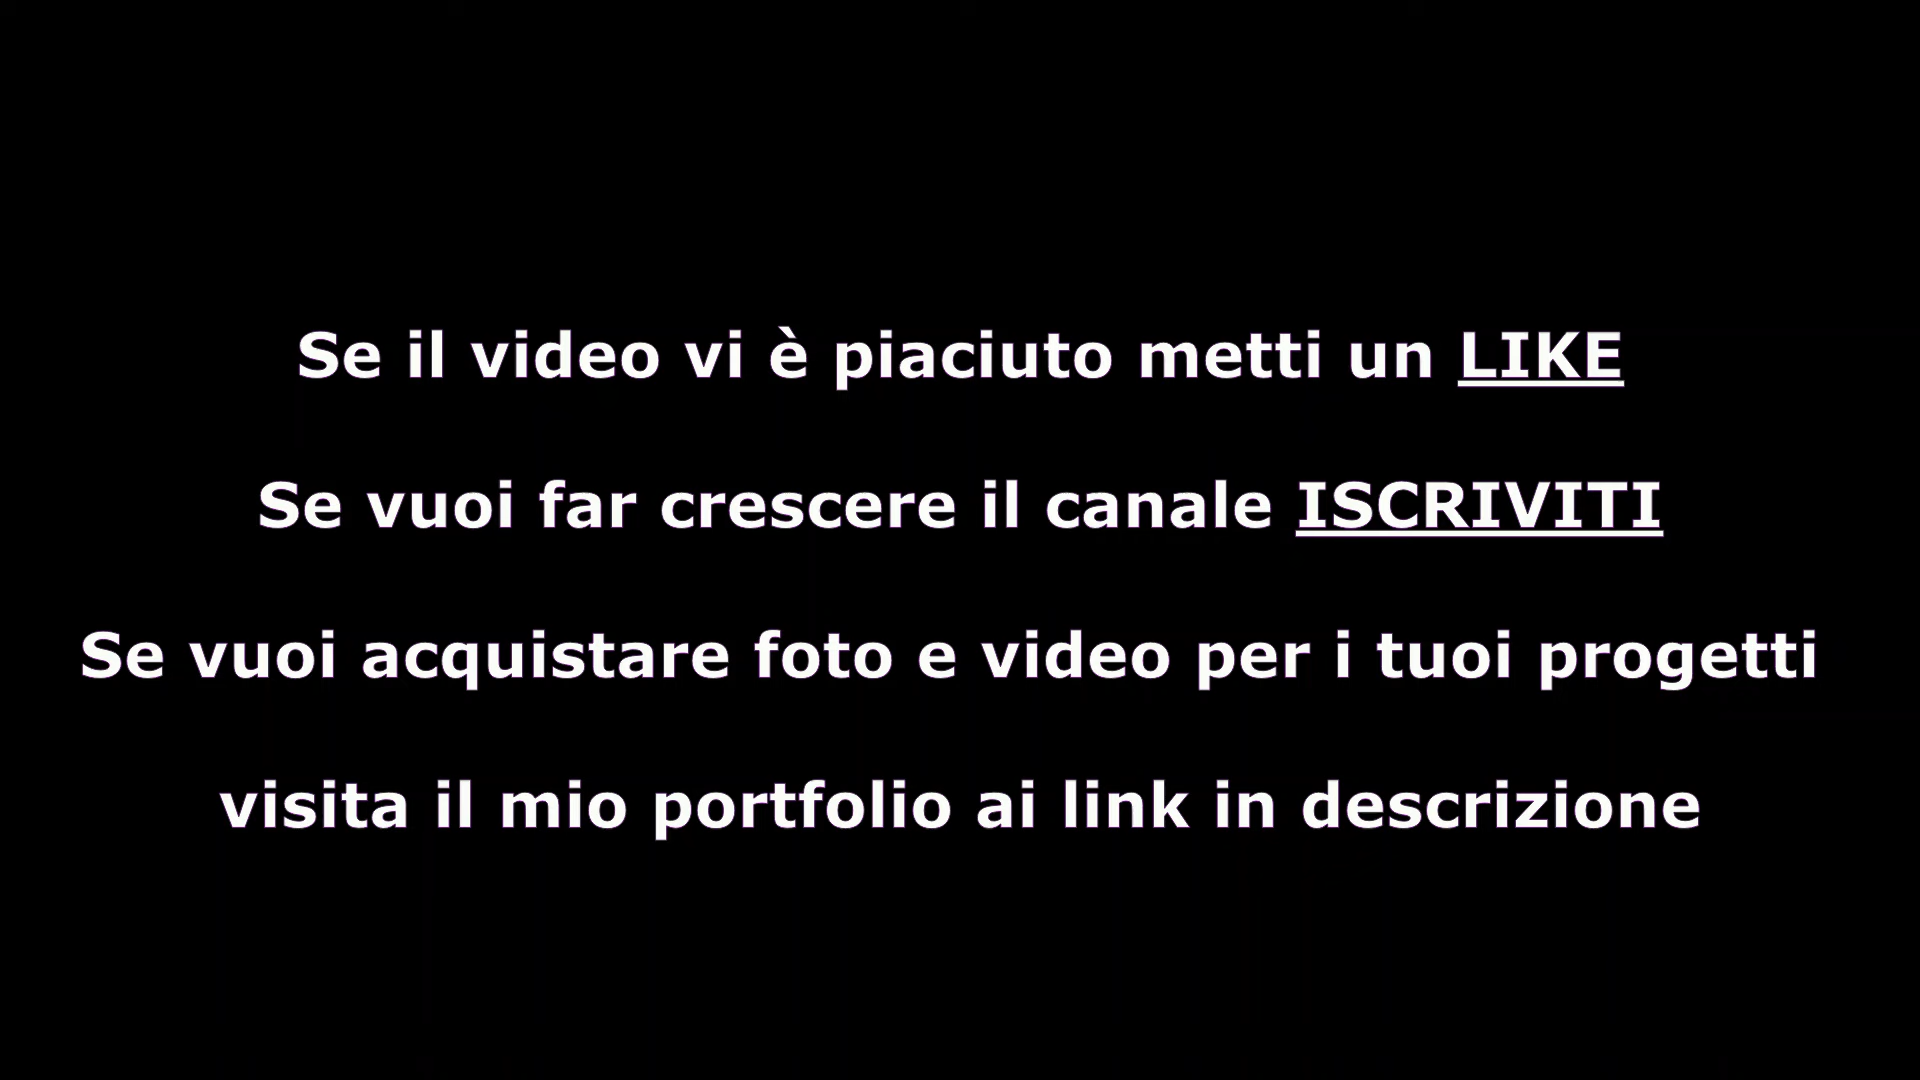 Se il video vi è piaciuto metti un LIKE
Se vuoi far crescere il canale ISCRIVITI
Se vuoi acquistare foto e video per i tuoi progetti
visita il mio portfolio ai link in descrizione